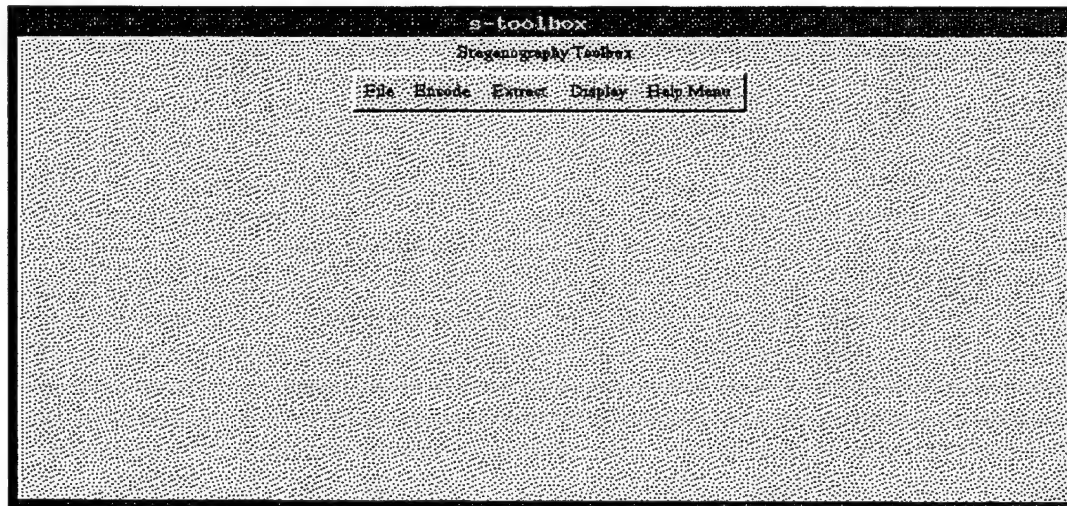 s-toolbox
Steganography Toolbox
File Encode Extract Display Help Menu